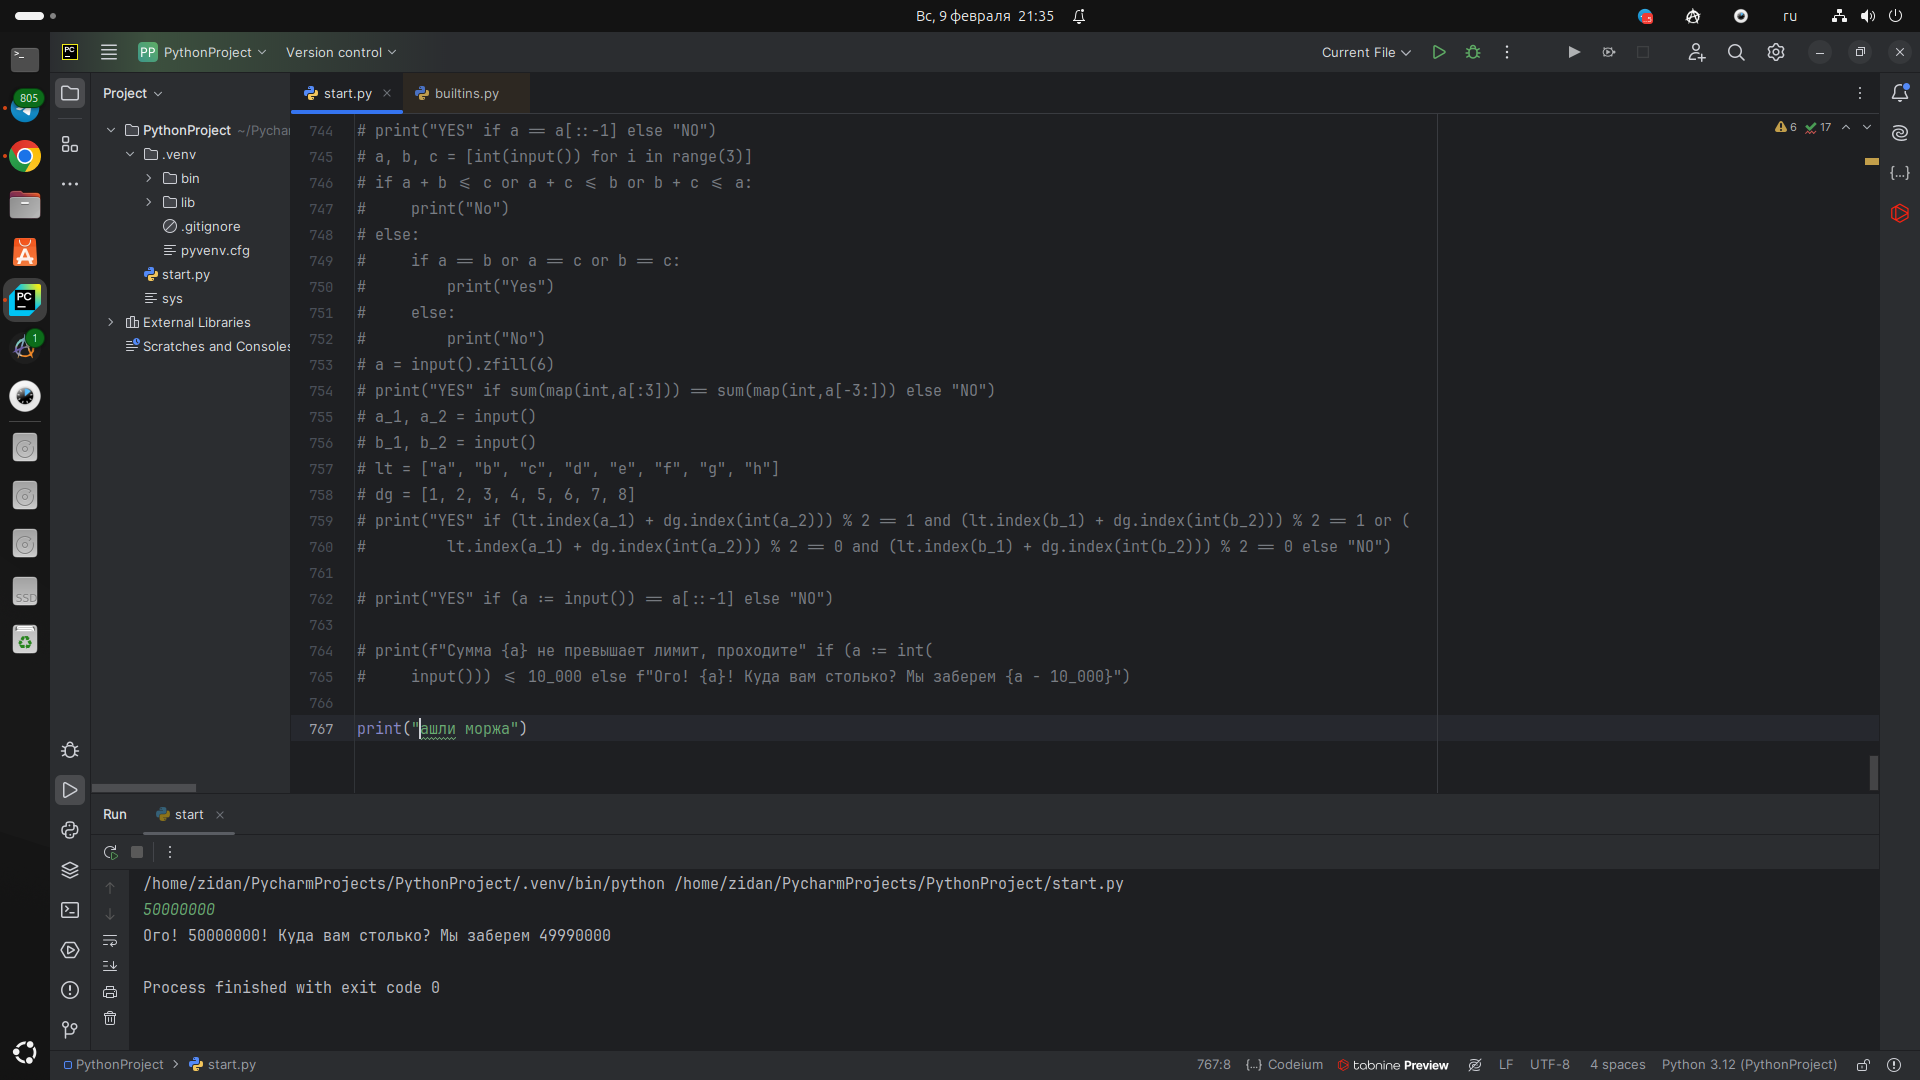 Вс, 9 февраля 21:35
5
ru
PC
PP PythonProject
Version control
Current File
805
Project
start.py
builtins.py
PythonProject ~/Pychar
.venv
bin
lib
.gitignore
pyvenv.cfg
start.py
sys
External Libraries
Scratches and Consoles
6 17
744 # print("YES" if a == a[::-1] else "NO")
745 # a, b, c = [int(input()) for i in range(3)]
746 # if a + b <= c or a + c <= b or b + c <= a:
747 #     print("No")
748 # else:
749 #     if a == b or a == c or b == c:
750 #         print("Yes")
751 #     else:
752 #         print("No")
753 # a = input().zfill(6)
754 # print("YES" if sum(map(int,a[:3])) == sum(map(int,a[-3:])) else "NO")
755 # a_1, a_2 = input()
756 # b_1, b_2 = input()
757 # lt = ["a", "b", "c", "d", "e", "f", "g", "h"]
758 # dg = [1, 2, 3, 4, 5, 6, 7, 8]
759 # print("YES" if (lt.index(a_1) + dg.index(int(a_2))) % 2 == 1 and (lt.index(b_1) + dg.index(int(b_2))) % 2 == 1 or (
760 #         lt.index(a_1) + dg.index(int(a_2))) % 2 == 0 and (lt.index(b_1) + dg.index(int(b_2))) % 2 == 0 else "NO")
761
762 # print("YES" if (a := input()) == a[::-1] else "NO")
763
764 # print(f"Сумма {a} не превышает лимит, проходите" if (a := int(
765 #     input())) <= 10_000 else f"Ого! {a}! Куда вам столько? Мы заберем {a - 10_000}")
766
767 print("ашли моржа")
PC
1
SSD
Run
start
/home/zidan/PycharmProjects/PythonProject/.venv/bin/python /home/zidan/PycharmProjects/PythonProject/start.py
50000000
Ого! 50000000! Куда вам столько? Мы заберем 49990000
Process finished with exit code 0
PythonProject
start.py
767:8
{...} Codeium
tabnine Preview
LF
UTF-8
4 spaces
Python 3.12 (PythonProject)